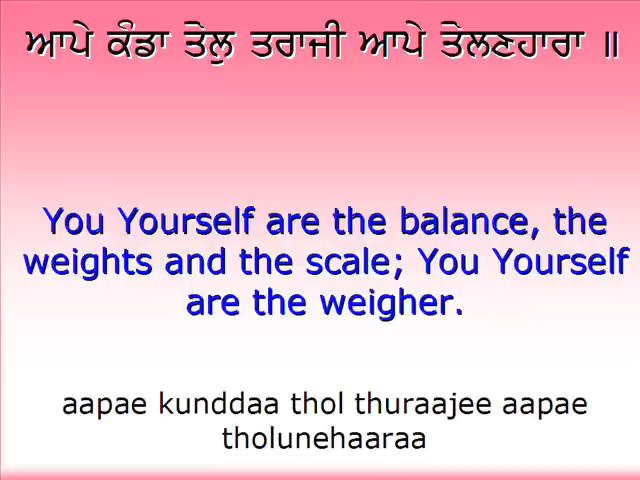 ਆਪੇ ਕੰਡਾ ਤੋਲੁ ਤਰਾਜੀ ਆਪੇ ਤੋਲਣਹਾਰਾ ॥
You Yourself are the balance, the
weights and the scale; You Yourself
are the weigher.
aapae kunddaa thol thuraajee aapae
tholunehaaraa